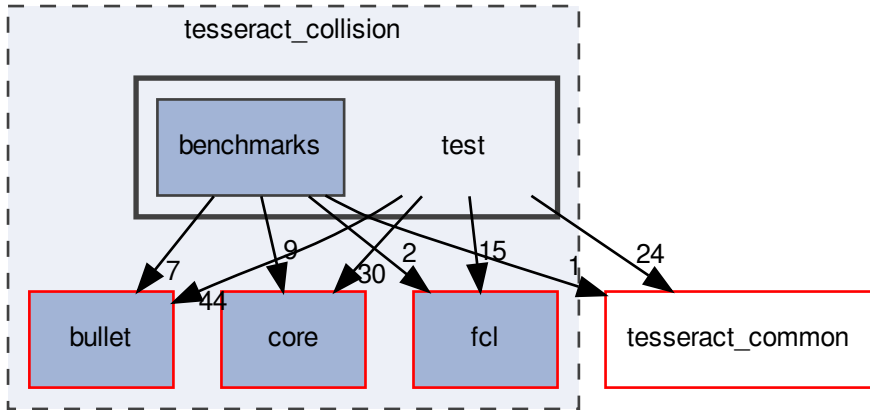 tesseract_collision
benchmarks
test
7
9
2
15
1
24
44
30
bullet
core
fcl
tesseract_common